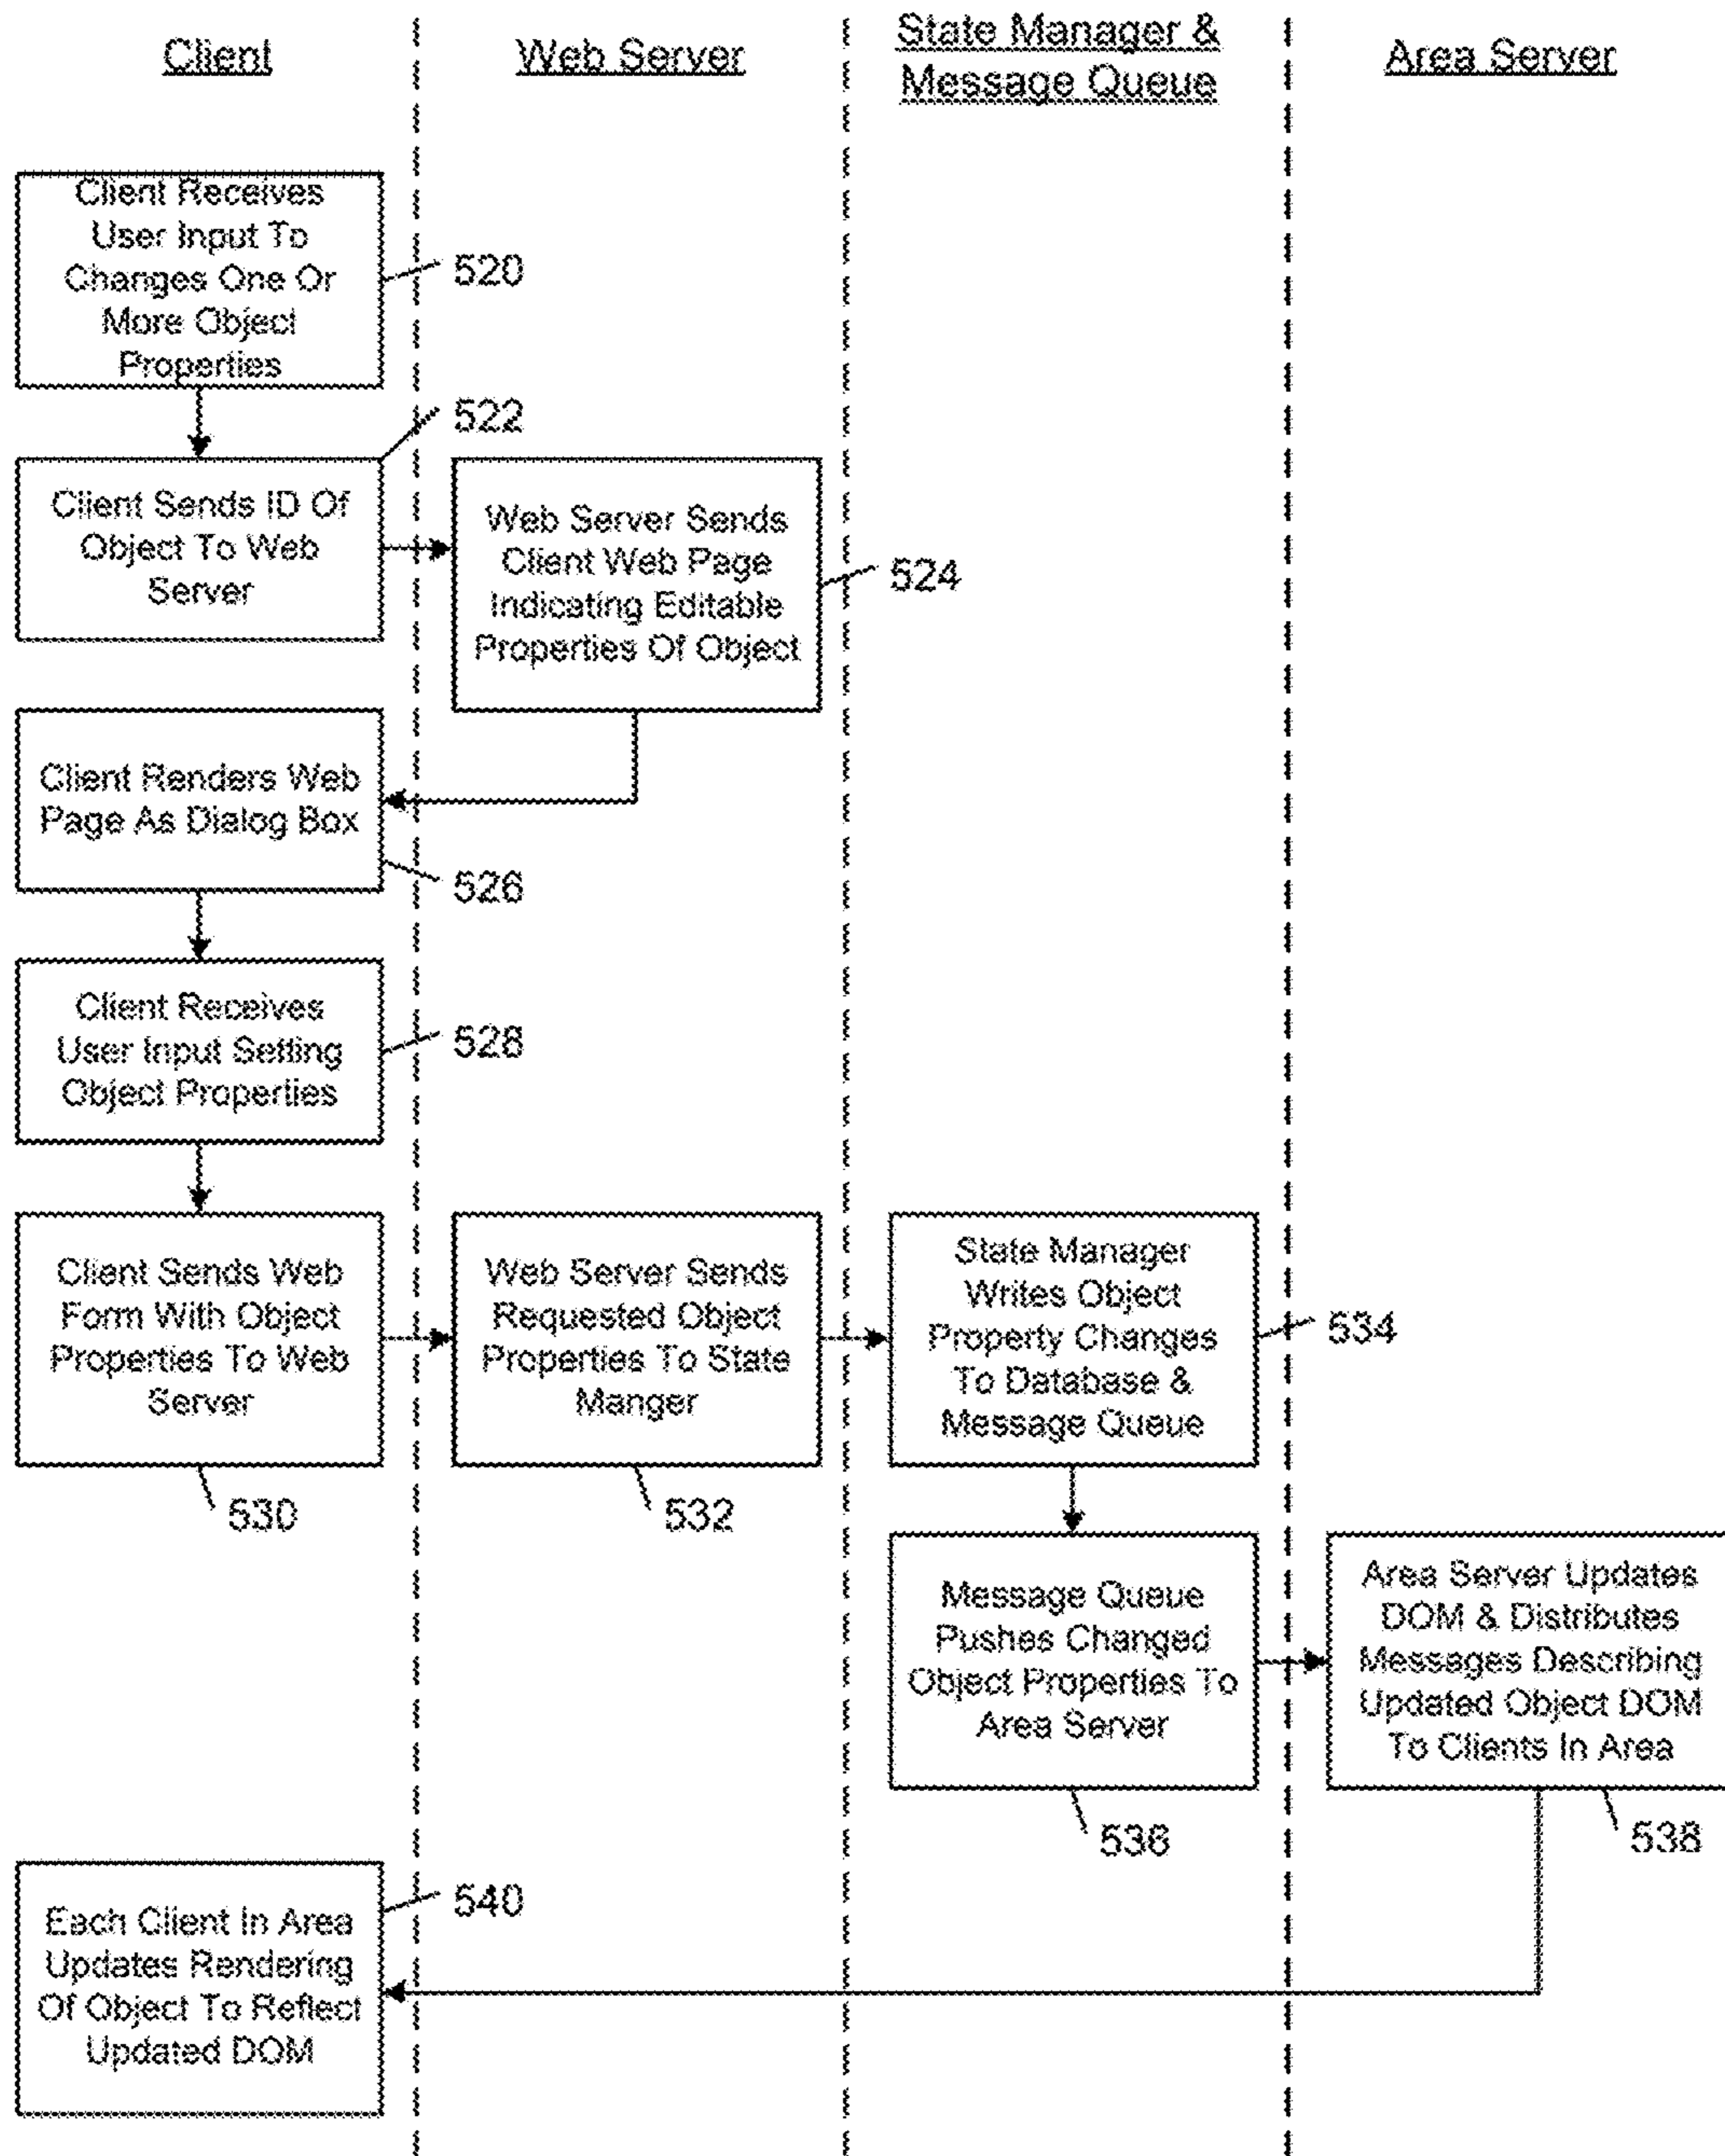 Client
Web Server
State Manager &
Message Queue
Area Server
Client Receives
User Input To
Changes One Or
More Object
Properties
520
522
Client Sends ID Of
Object To Web
Server
Web Server Sends
Client Web Page
Indicating Editable
Properties Of Object
524
Client Renders Web
Page As Dialog Box
526
Client Receives
User Input Setting
Object Properties
528
Client Sends Web
Form With Object
Properties To Web
Server
530
Web Server Sends
Requested Object
Properties To State
Manger
532
State Manager
Writes Object
Property Changes
To Database &
Message Queue
534
Message Queue
Pushes Changed
Object Properties To
Area Server
536
Area Server Updates
DOM & Distributes
Messages Describing
Updated Object DOM
To Clients In Area
538
Each Client In Area
Updates Rendering
Of Object To Reflect
Updated DOM
540